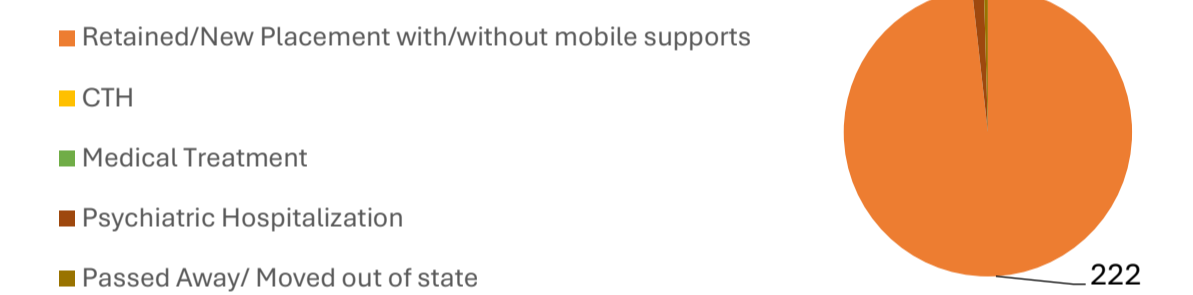 Retained/New Placement with/without mobile supports
CTH
Medical Treatment
Psychiatric Hospitalization
Passed Away/ Moved out of state
222